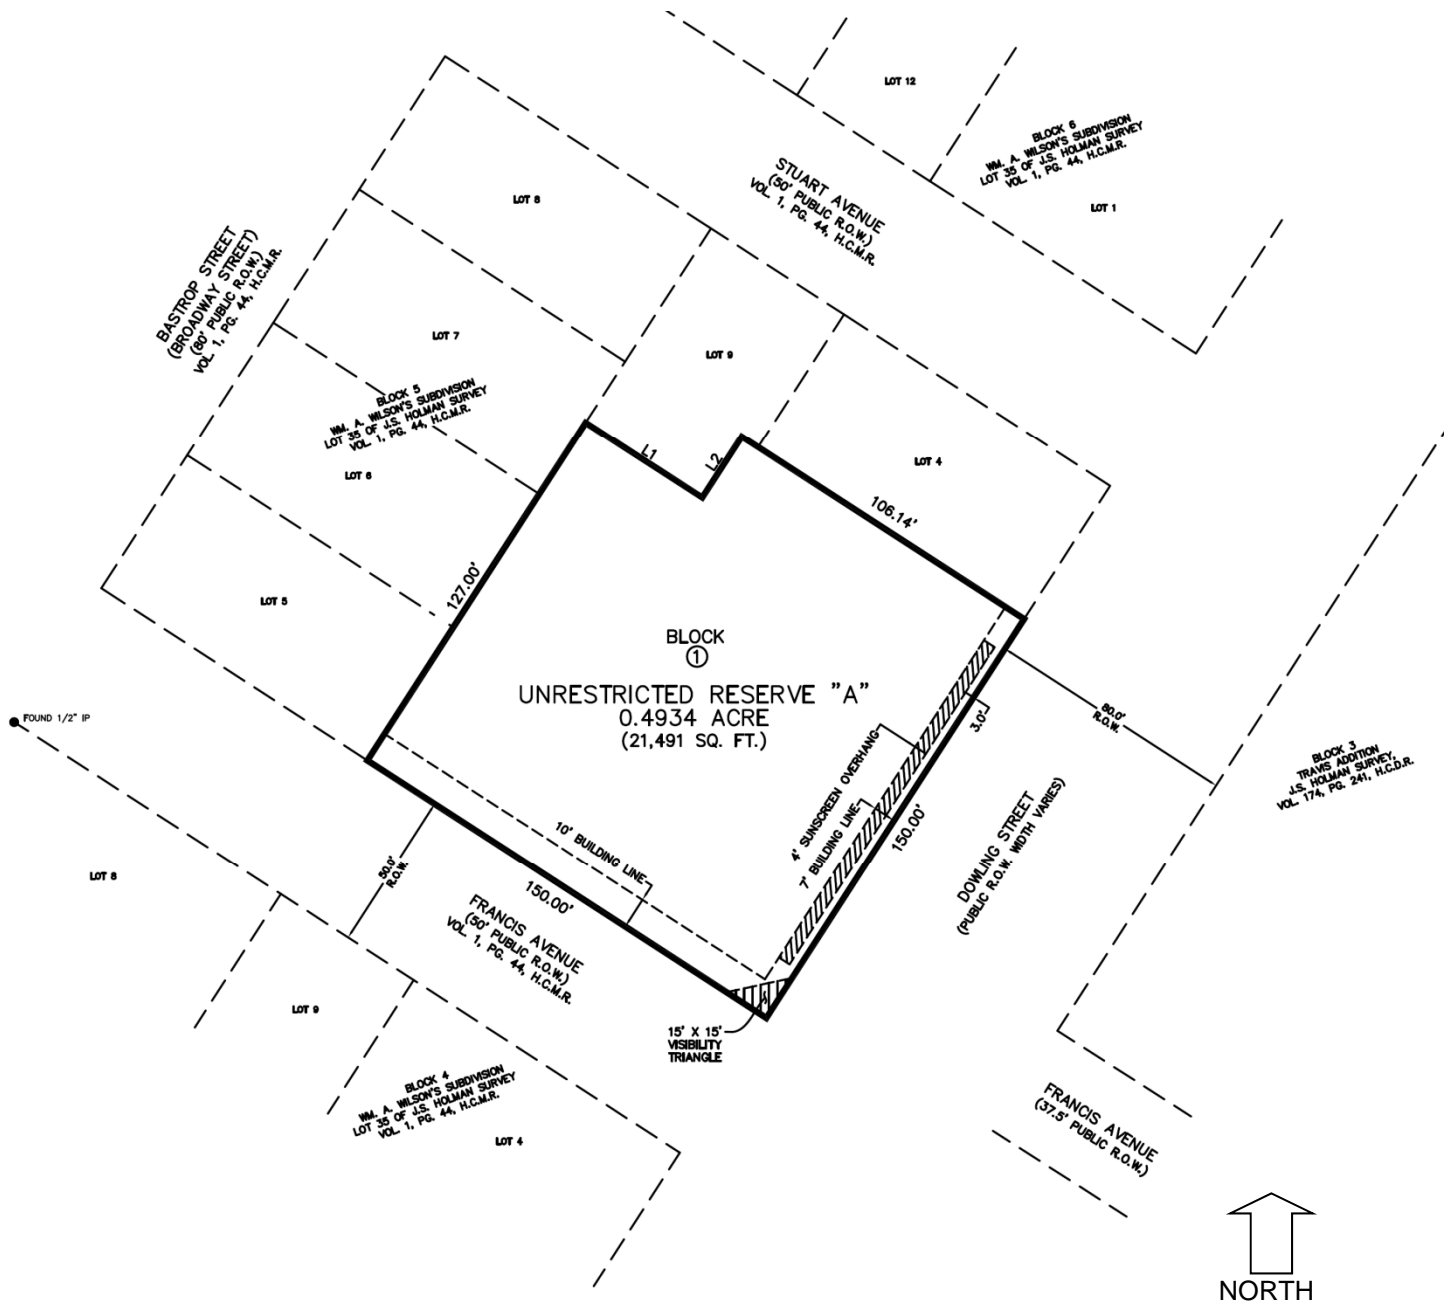 LOT 12
BLOCK 6
WM. A. WILSON'S SUBDIVISION
LOT 35 OF J.S. HOLMAN SURVEY
VOL. 1, PG. 44, H.C.M.R.
LOT 1
STUART AVENUE
(50' PUBLIC R.O.W.)
VOL. 1, PG. 44, H.C.M.R.
LOT 8
BASTROP STREET
(BROADWAY STREET)
(80' PUBLIC R.O.W.)
VOL. 1, PG. 44, H.C.M.R.
LOT 7
LOT 9
BLOCK 5
WM. A. WILSON'S SUBDIVISION
LOT 35 OF J.S. HOLMAN SURVEY
VOL. 1, PG. 44, H.C.M.R.
L1
L2
LOT 4
LOT 6
106.14'
127.00'
LOT 5
BLOCK
1
UNRESTRICTED RESERVE "A"
0.4934 ACRE
(21,491 SQ. FT.)
FOUND 1/2" IP
80.0'
R.O.W.
3.0'
4' SUNSCREEN OVERHANG
7' BUILDING LINE
150.00'
BLOCK 3
TRAVIS ADDITION
J.S. HOLMAN SURVEY,
VOL. 174, PG. 241, H.C.D.R.
DOWLING STREET
(PUBLIC R.O.W. WIDTH VARIES)
10' BUILDING LINE
50.0'
R.O.W.
LOT 8
150.00'
FRANCIS AVENUE
(50' PUBLIC R.O.W.)
VOL. 1, PG. 44, H.C.M.R.
LOT 9
15' X 15'
VISIBILITY
TRIANGLE
BLOCK 4
WM. A. WILSON'S SUBDIVISION
LOT 35 OF J.S. HOLMAN SURVEY
VOL. 1, PG. 44, H.C.M.R.
LOT 4
FRANCIS AVENUE
(37.5' PUBLIC R.O.W.)
NORTH